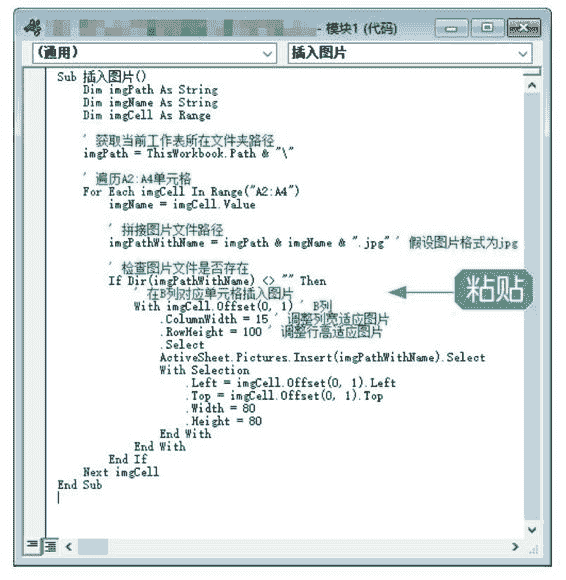 - 模块1 (代码)
(通用)
插入图片
Sub 插入图片()
Dim imgPath As String
Dim imgName As String
Dim imgCell As Range
' 获取当前工作表所在文件夹路径
imgPath = ThisWorkbook.Path & "\"
' 遍历A2:A4单元格
For Each imgCell In Range("A2:A4")
imgName = imgCell.Value
' 拼接图片文件路径
imgPathWithName = imgPath & imgName & ".jpg" ' 假设图片格式为jpg
' 检查图片文件是否存在
If Dir(imgPathWithName) <> "" Then
' 在B列对应单元格插入图片
With imgCell.Offset(0, 1) ' B列
.ColumnWidth = 15 ' 调整列宽适应图片
.RowHeight = 100 ' 调整行高适应图片
.Select
ActiveSheet.Pictures.Insert(imgPathWithName).Select
With Selection
.Left = imgCell.Offset(0, 1).Left
.Top = imgCell.Offset(0, 1).Top
.Width = 80
.Height = 80
End With
End With
End If
Next imgCell
End Sub
粘贴